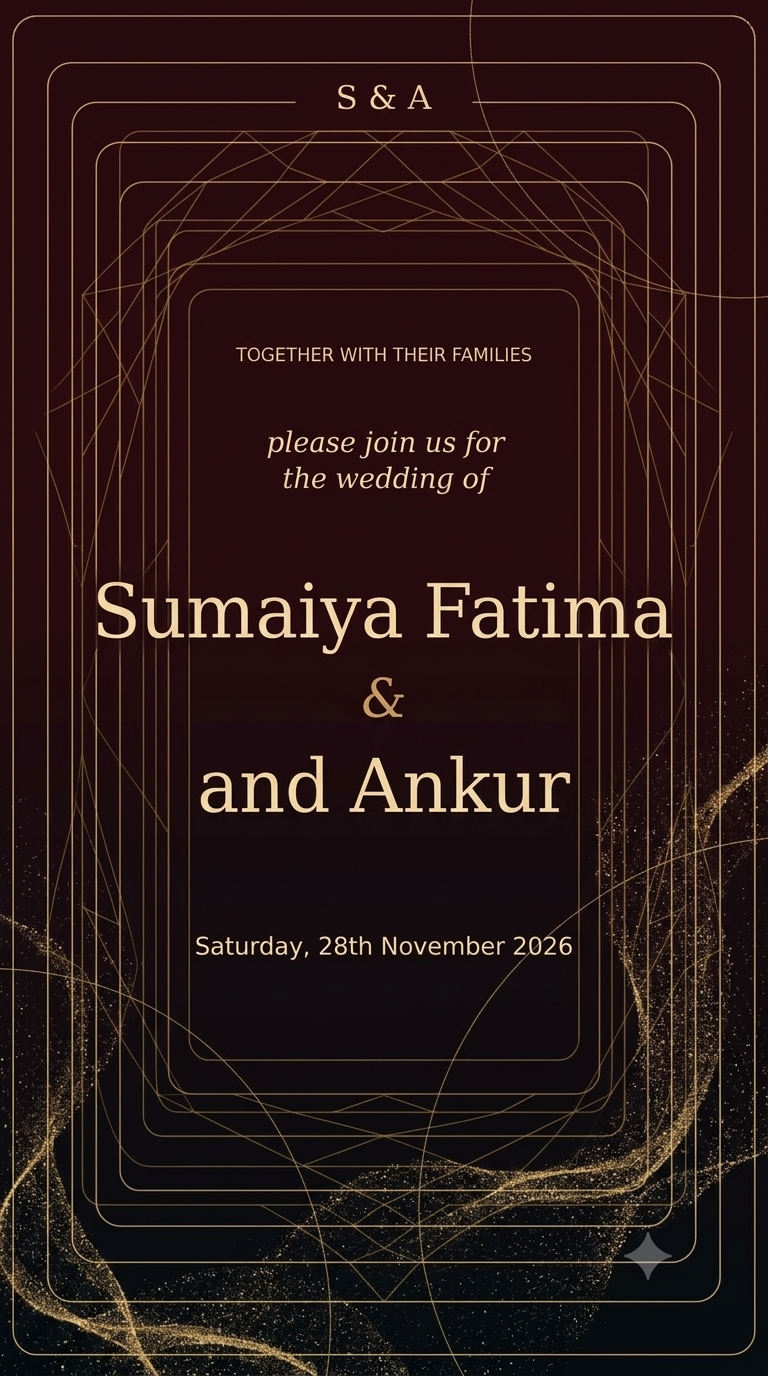 S & A
TOGETHER WITH THEIR FAMILIES
please join us for
the wedding of
Sumaiya Fatima
&
and Ankur
Saturday, 28th November 2026